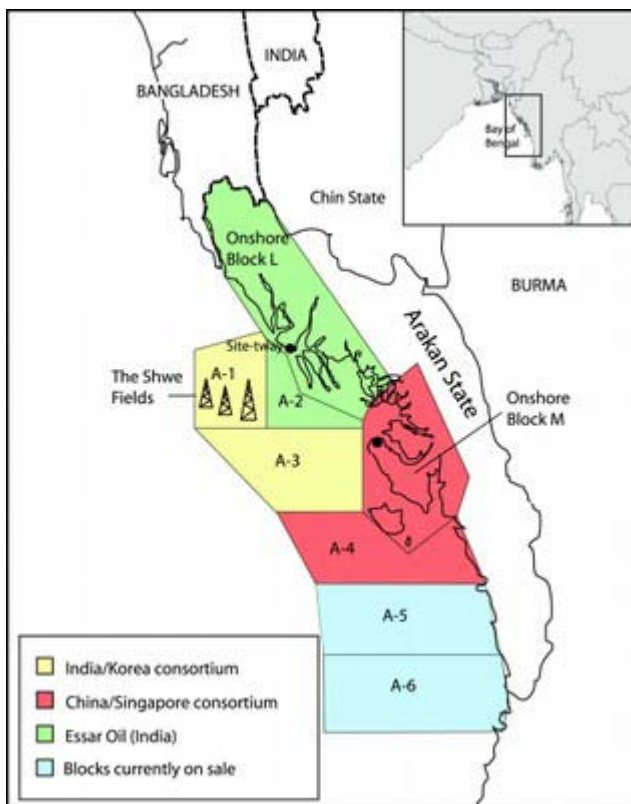 INDIA
BANGLADESH
Bay of
Bengal
Chin State
Onshore
Block L
BURMA
Arakan State
Site-tway
A-1
The Shwe
Fields
A-2
Onshore
Block M
A-3
A-4
A-5
A-6
India/Korea consortium
China/Singapore consortium
Essar Oil (India)
Blocks currently on sale